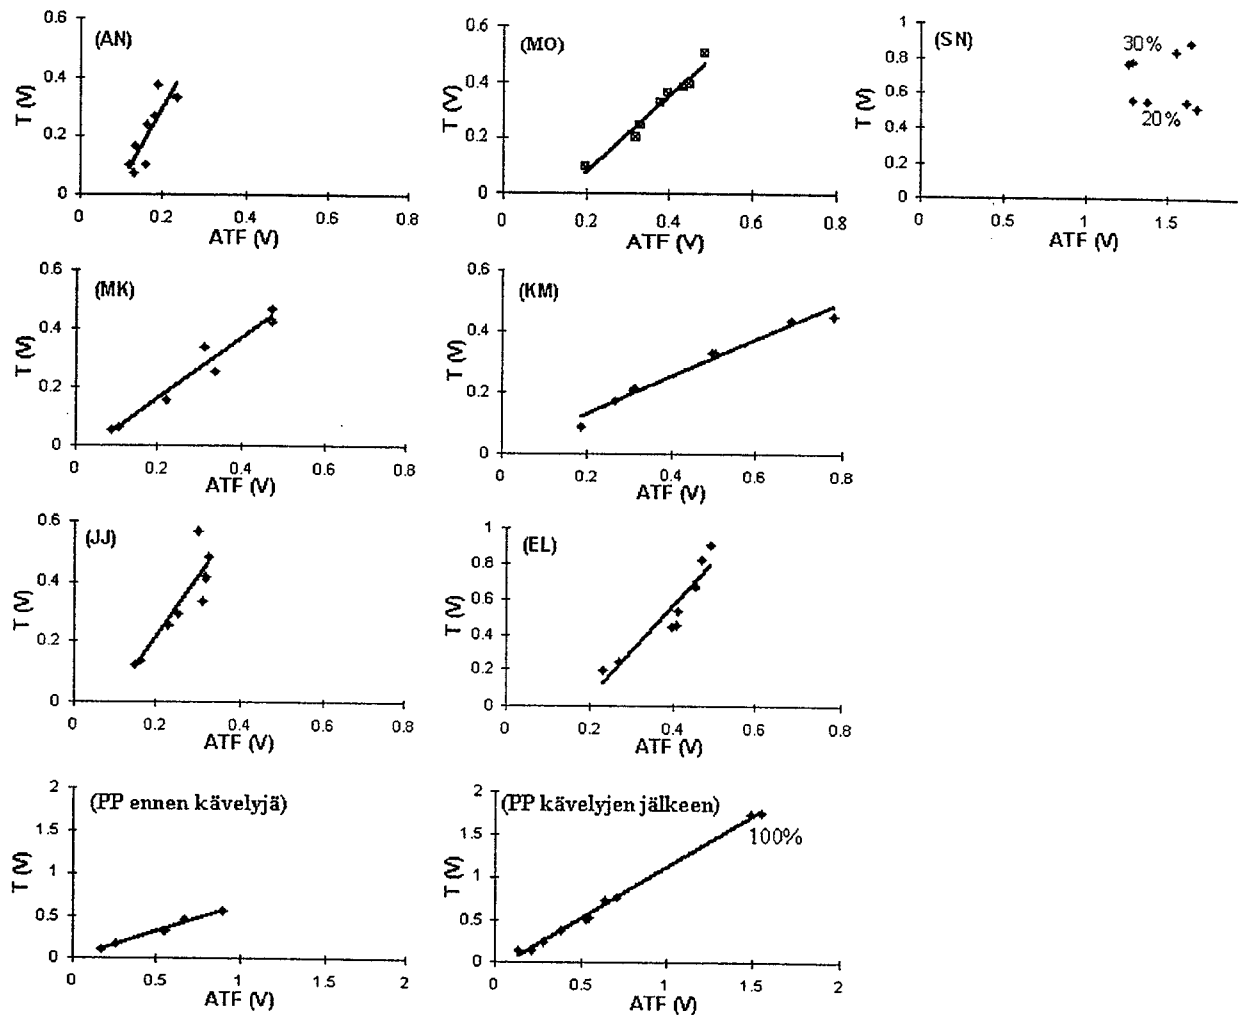 (AN)
T (V)
0.6
0.4
0.2
0
0 0.2 0.4 0.6 0.8
ATF (V)
(MO)
T (V)
0.6
0.4
0.2
0
0 0.2 0.4 0.6 0.8
ATF (V)
(SN)
T (V)
1
0.8
0.6
0.4
0.2
0
30%
20%
0 0.5 1 1.5
ATF (V)
(MK)
T (V)
0.6
0.4
0.2
0
0 0.2 0.4 0.6 0.8
ATF (V)
(KM)
T (V)
0.6
0.4
0.2
0
0 0.2 0.4 0.6 0.8
ATF (V)
(JJ)
T (V)
0.6
0.4
0.2
0
0 0.2 0.4 0.6 0.8
ATF (V)
(EL)
T (V)
1
0.8
0.6
0.4
0.2
0
0 0.2 0.4 0.6 0.8
ATF (V)
(PP ennen kävelyjä)
T (V)
2
1.5
1
0.5
0
0 0.5 1 1.5 2
ATF (V)
(PP kävelyjen jälkeen)
T (V)
2
1.5
1
0.5
0
100%
0 0.5 1 1.5 2
ATF (V)